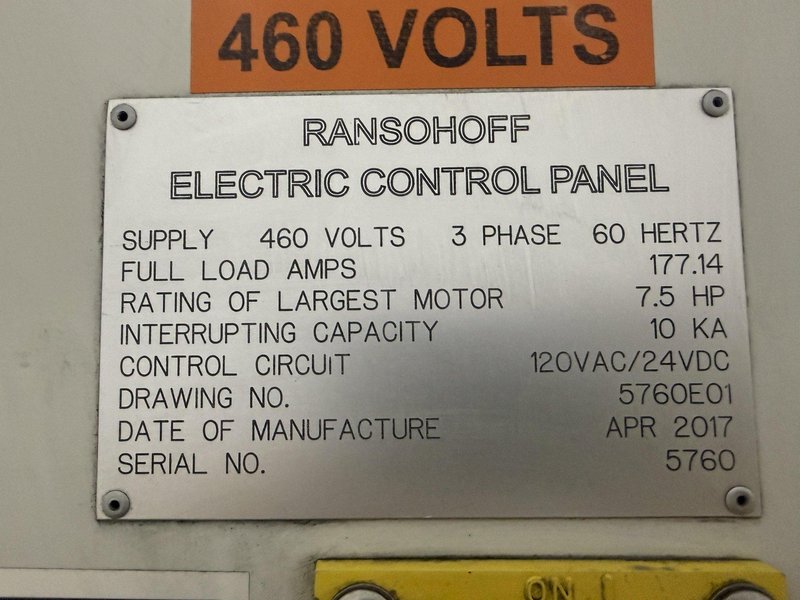 460 VOLTS
RANSOHOFF
ELECTRIC CONTROL PANEL
SUPPLY 460 VOLTS 3 PHASE 60 HERTZ
FULL LOAD AMPS 177.14
RATING OF LARGEST MOTOR 7.5 HP
INTERRUPTING CAPACITY 10 KA
CONTROL CIRCUIT 120VAC/24VDC
DRAWING NO. 5760E01
DATE OF MANUFACTURE APR 2017
SERIAL NO. 5760
ON